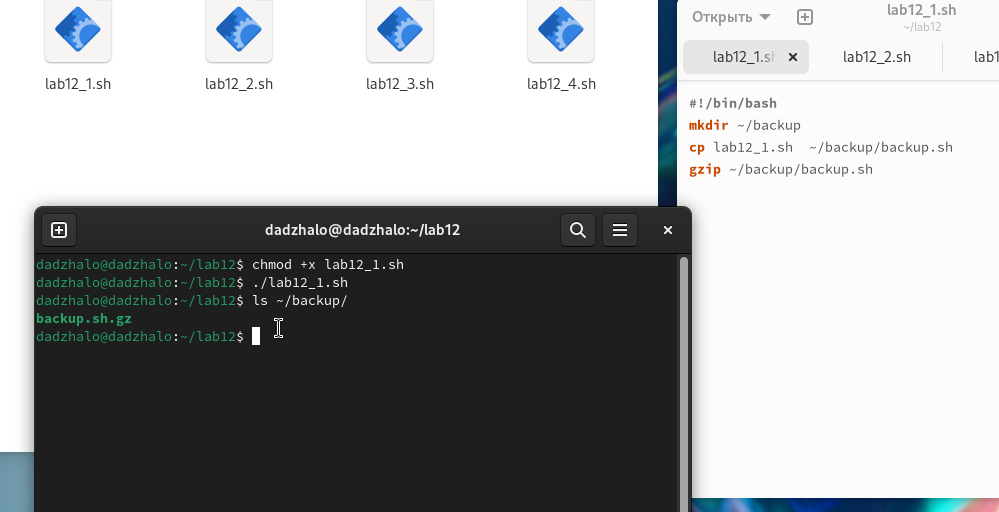 lab12_1.sh
lab12_2.sh
lab12_3.sh
lab12_4.sh
Открыть
lab12_1.sh
~/lab12
lab12_1.sh
lab12_2.sh
lab1
#!/bin/bash
mkdir ~/backup
cp lab12_1.sh  ~/backup/backup.sh
gzip ~/backup/backup.sh
dadzhalo@dadzhalo:~/lab12
dadzhalo@dadzhalo:~/lab12$ chmod +x lab12_1.sh
dadzhalo@dadzhalo:~/lab12$ ./lab12_1.sh
dadzhalo@dadzhalo:~/lab12$ ls ~/backup/
backup.sh.gz
dadzhalo@dadzhalo:~/lab12$